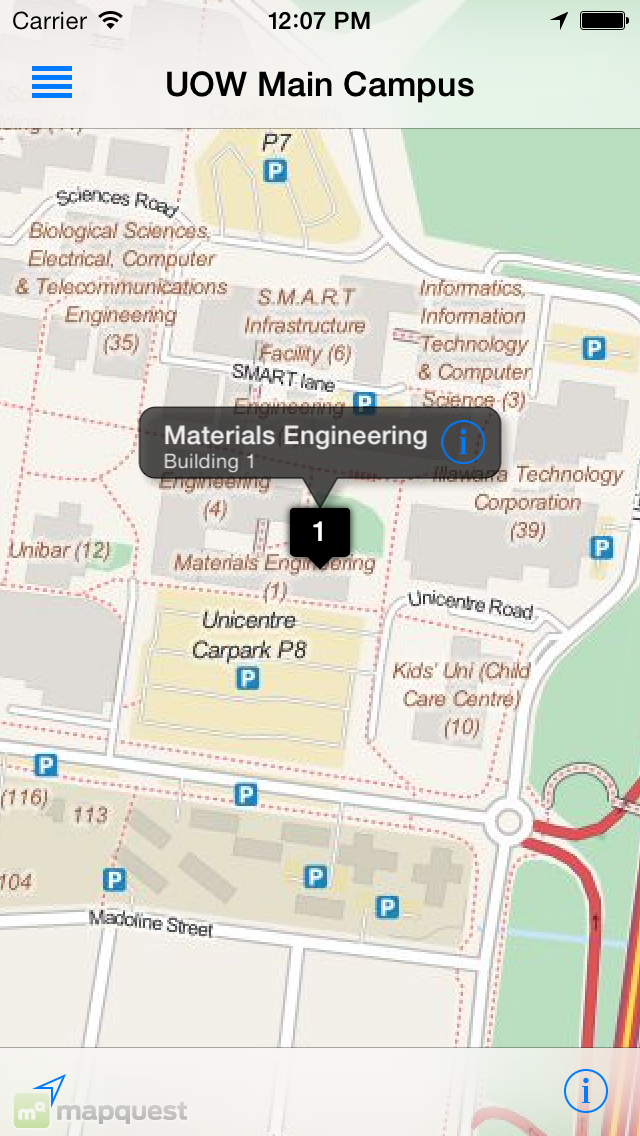 Carrier 12:07 PM
UOW Main Campus
P7
P
Sciences Road
Biological Sciences,
Electrical, Computer
& Telecommunications
Engineering
(35)
S.M.A.R.T
Infrastructure
Facility (6)
Informatics,
Information
Technology
& Computer
Science (3)
P
SMART lane
P
Engineering
Materials Engineering
Building 1
i
Engineering
(4)
Illawarra Technology
Corporation
(39)
1
Unibar (12)
P
Materials Engineering
(1)
Unicentre Road
Unicentre
Carpark P8
P
Kids' Uni (Child
Care Centre)
(10)
P
P
(116)
113
104
P
P
P
Madoline Street
m
mapquest
i